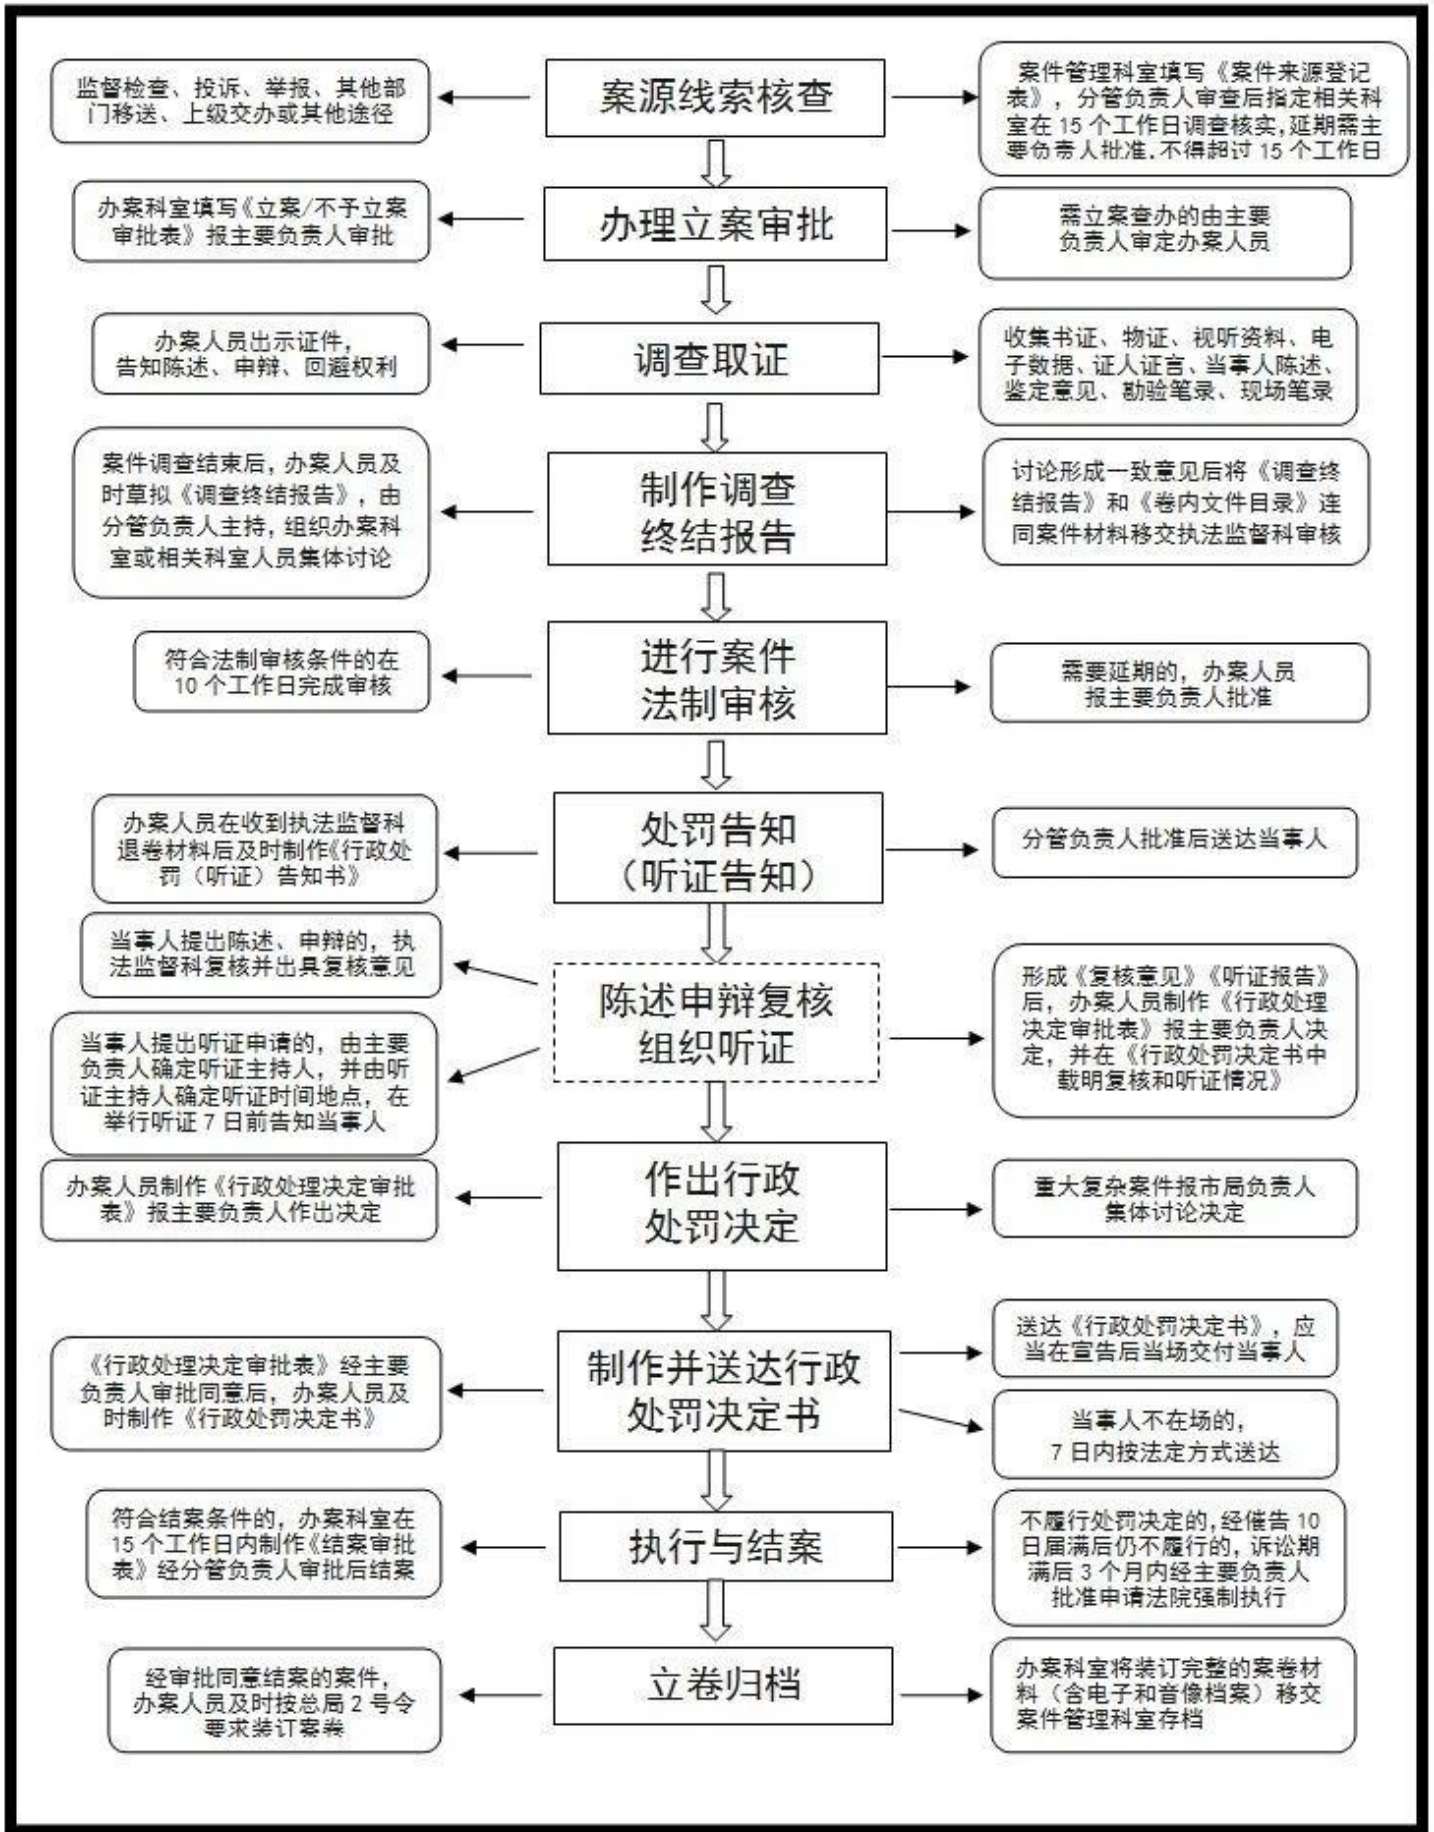 监督检查、投诉、举报、其他部
门移送、上级交办或其他途径
案源线索核查
案件管理科室填写《案件来源登记
表》，分管负责人审查后指定相关科
室在 15 个工作日调查核实,延期需主
要负责人批准.不得超过 15 个工作日
办案科室填写《立案/不予立案
审批表》报主要负责人审批
办理立案审批
需立案查办的由主要
负责人审定办案人员
办案人员出示证件，
告知陈述、申辩、回避权利
调查取证
收集书证、物证、视听资料、电
子数据、证人证言、当事人陈述、
鉴定意见、勘验笔录、现场笔录
案件调查结束后，办案人员及
时草拟《调查终结报告》，由
分管负责人主持，组织办案科
室或相关科室人员集体讨论
制作调查
终结报告
讨论形成一致意见后将《调查终
结报告》和《卷内文件目录》连
同案件材料移交执法监督科审核
符合法制审核条件的在
10 个工作日完成审核
进行案件
法制审核
需要延期的，办案人员
报主要负责人批准
办案人员在收到执法监督科
退卷材料后及时制作《行政处
罚（听证）告知书》
处罚告知
（听证告知）
分管负责人批准后送达当事人
当事人提出陈述、申辩的，执
法监督科复核并出具复核意见
当事人提出听证申请的，由主要
负责人确定听证主持人，并由听
证主持人确定听证时间地点，在
举行听证 7 日前告知当事人
陈述申辩复核
组织听证
形成《复核意见》《听证报告》
后，办案人员制作《行政处理
决定审批表》报主要负责人决
定，并在《行政处罚决定书中
载明复核和听证情况》
办案人员制作《行政处理决定审批
表》报主要负责人作出决定
作出行政
处罚决定
重大复杂案件报市局负责人
集体讨论决定
《行政处理决定审批表》经主要
负责人审批同意后，办案人员及
时制作《行政处罚决定书》
制作并送达行政
处罚决定书
送达《行政处罚决定书》，应
当在宣告后当场交付当事人
当事人不在场的，
7 日内按法定方式送达
符合结案条件的，办案科室在
15 个工作日内制作《结案审批
表》经分管负责人审批后结案
执行与结案
不履行处罚决定的,经催告 10
日届满后仍不履行的，诉讼期
满后 3 个月内经主要负责人
批准申请法院强制执行
经审批同意结案的案件，
办案人员及时按总局 2 号令
要求装订案卷
立卷归档
办案科室将装订完整的案卷材
料（含电子和音像档案）移交
案件管理科室存档